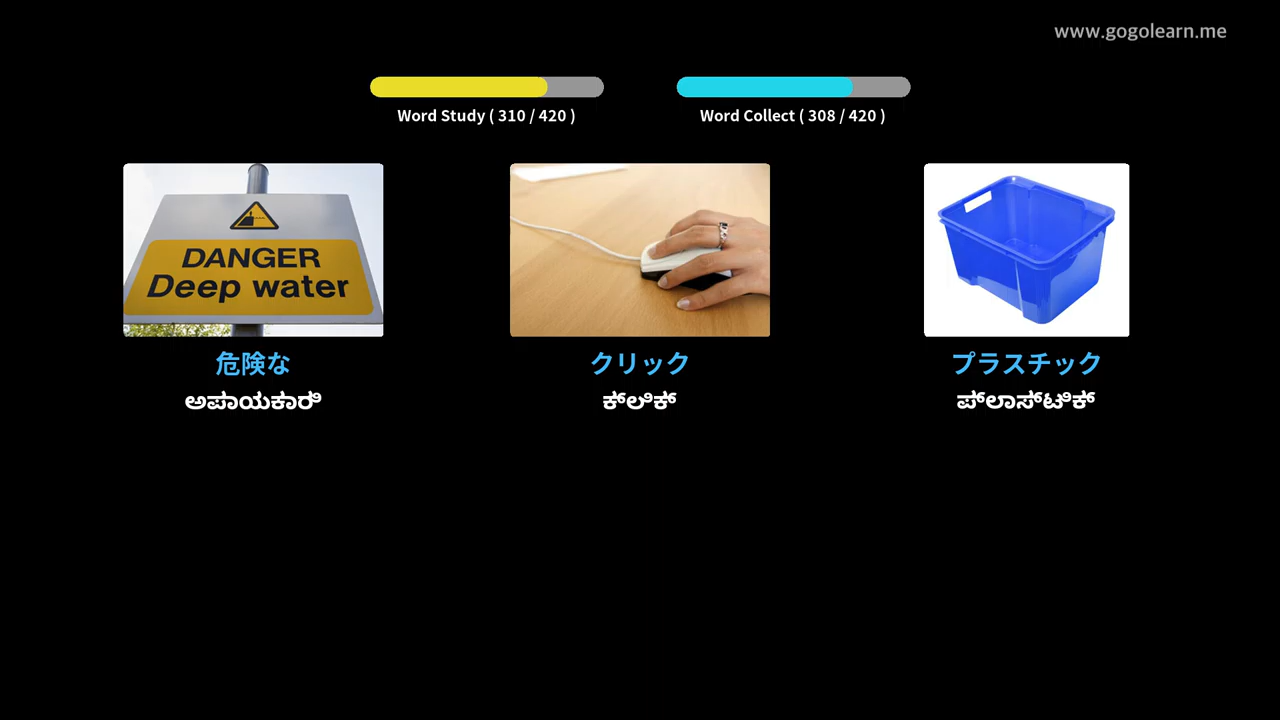 www.gogolearn.me
Word Study ( 310 / 420 )
Word Collect ( 308 / 420 )
DANGER
Deep water
危険な
クリック
プラスチック
ಅಪಾಯಕಾರಿ
ಕ್ಲಿಕ್
ಪ್ಲಾಸ್ಟಿಕ್